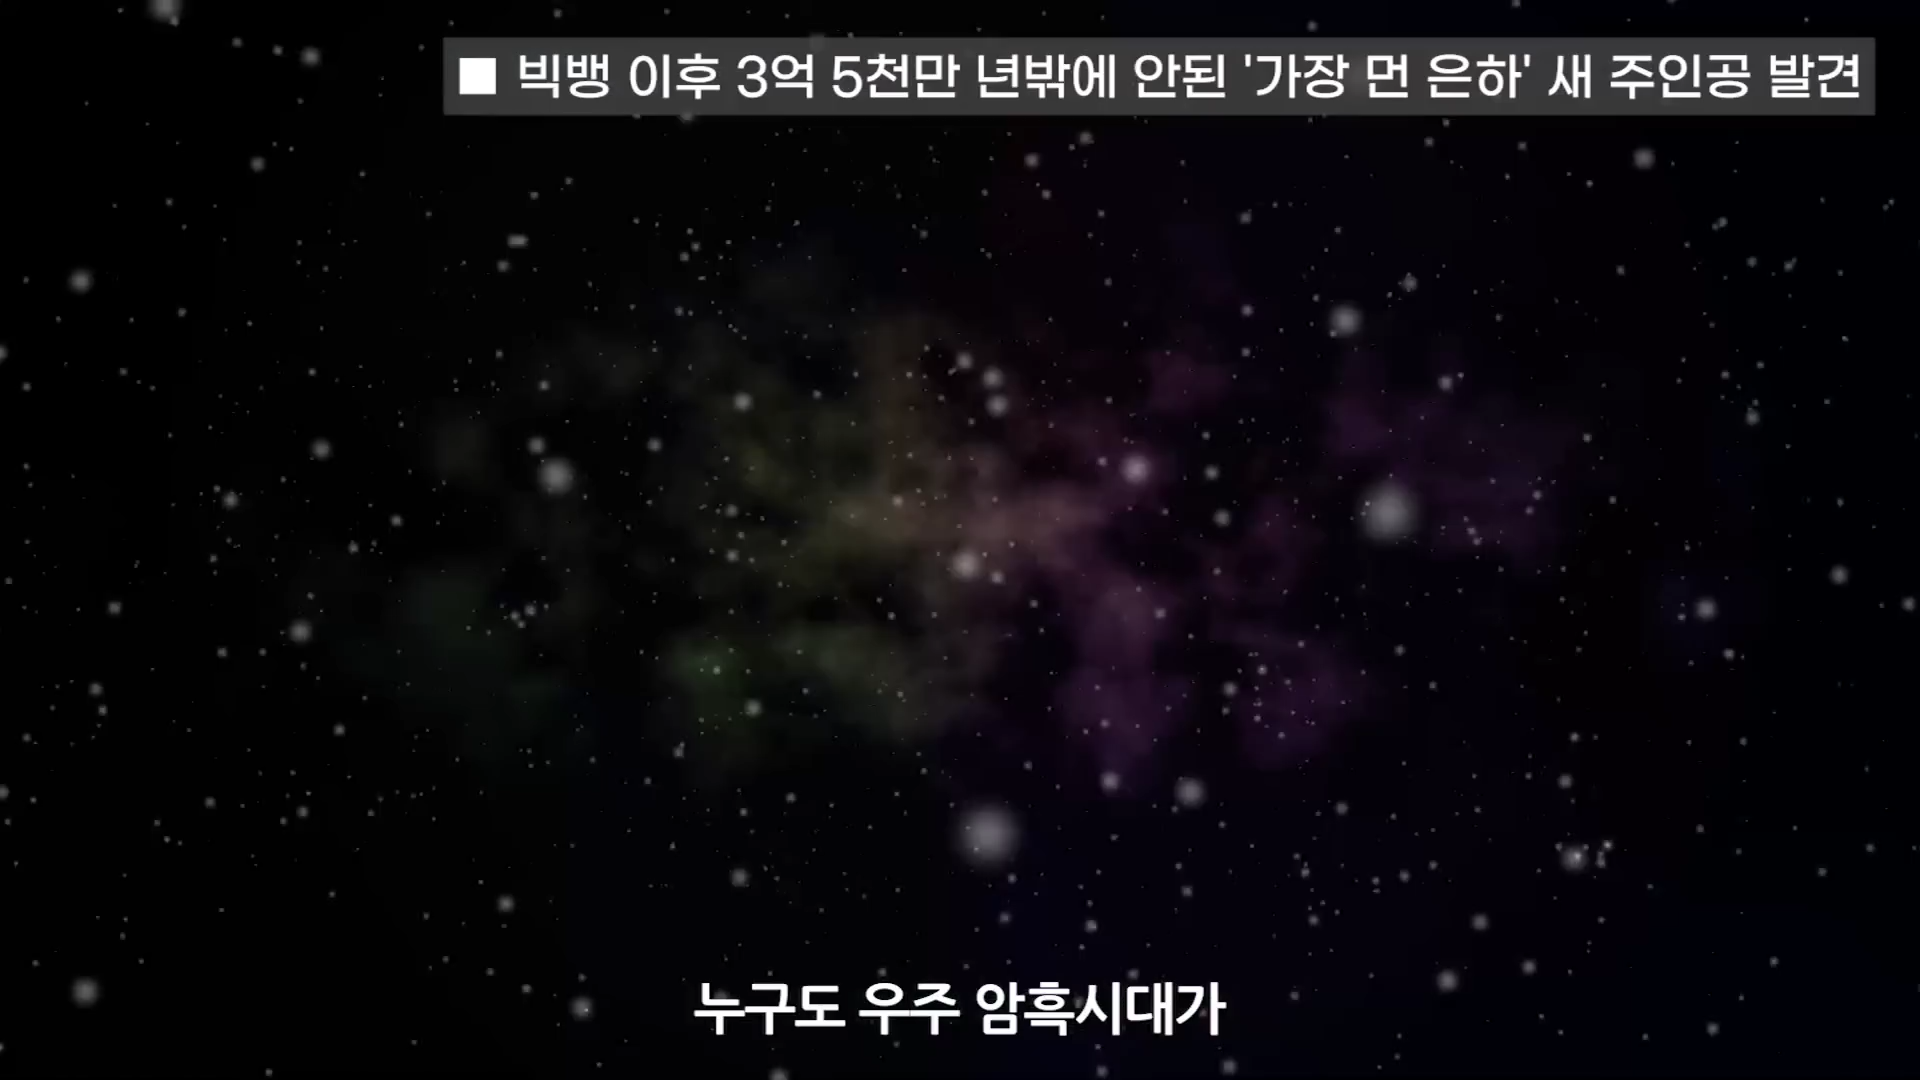 ■ 빅뱅 이후 3억 5천만 년밖에 안된 '가장 먼 은하' 새 주인공 발견
누구도 우주 암흑시대가